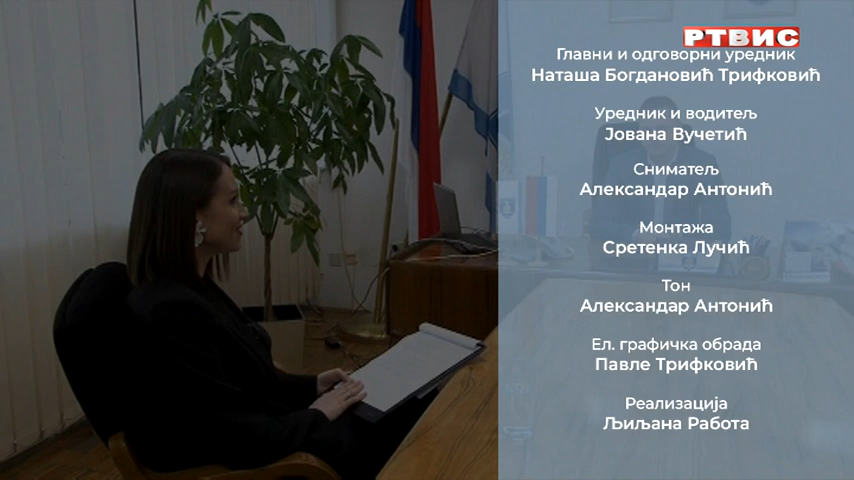 РТВИС
Главни и одговорни уредник
Наташа Богдановић Трифковић
Уредник и водитељ
Јована Вучетић
Сниматељ
Александар Антонић
Монтажа
Сретенка Лучић
Тон
Александар Антонић
Ел. графичка обрада
Павле Трифковић
Реализација
Љиљана Работа